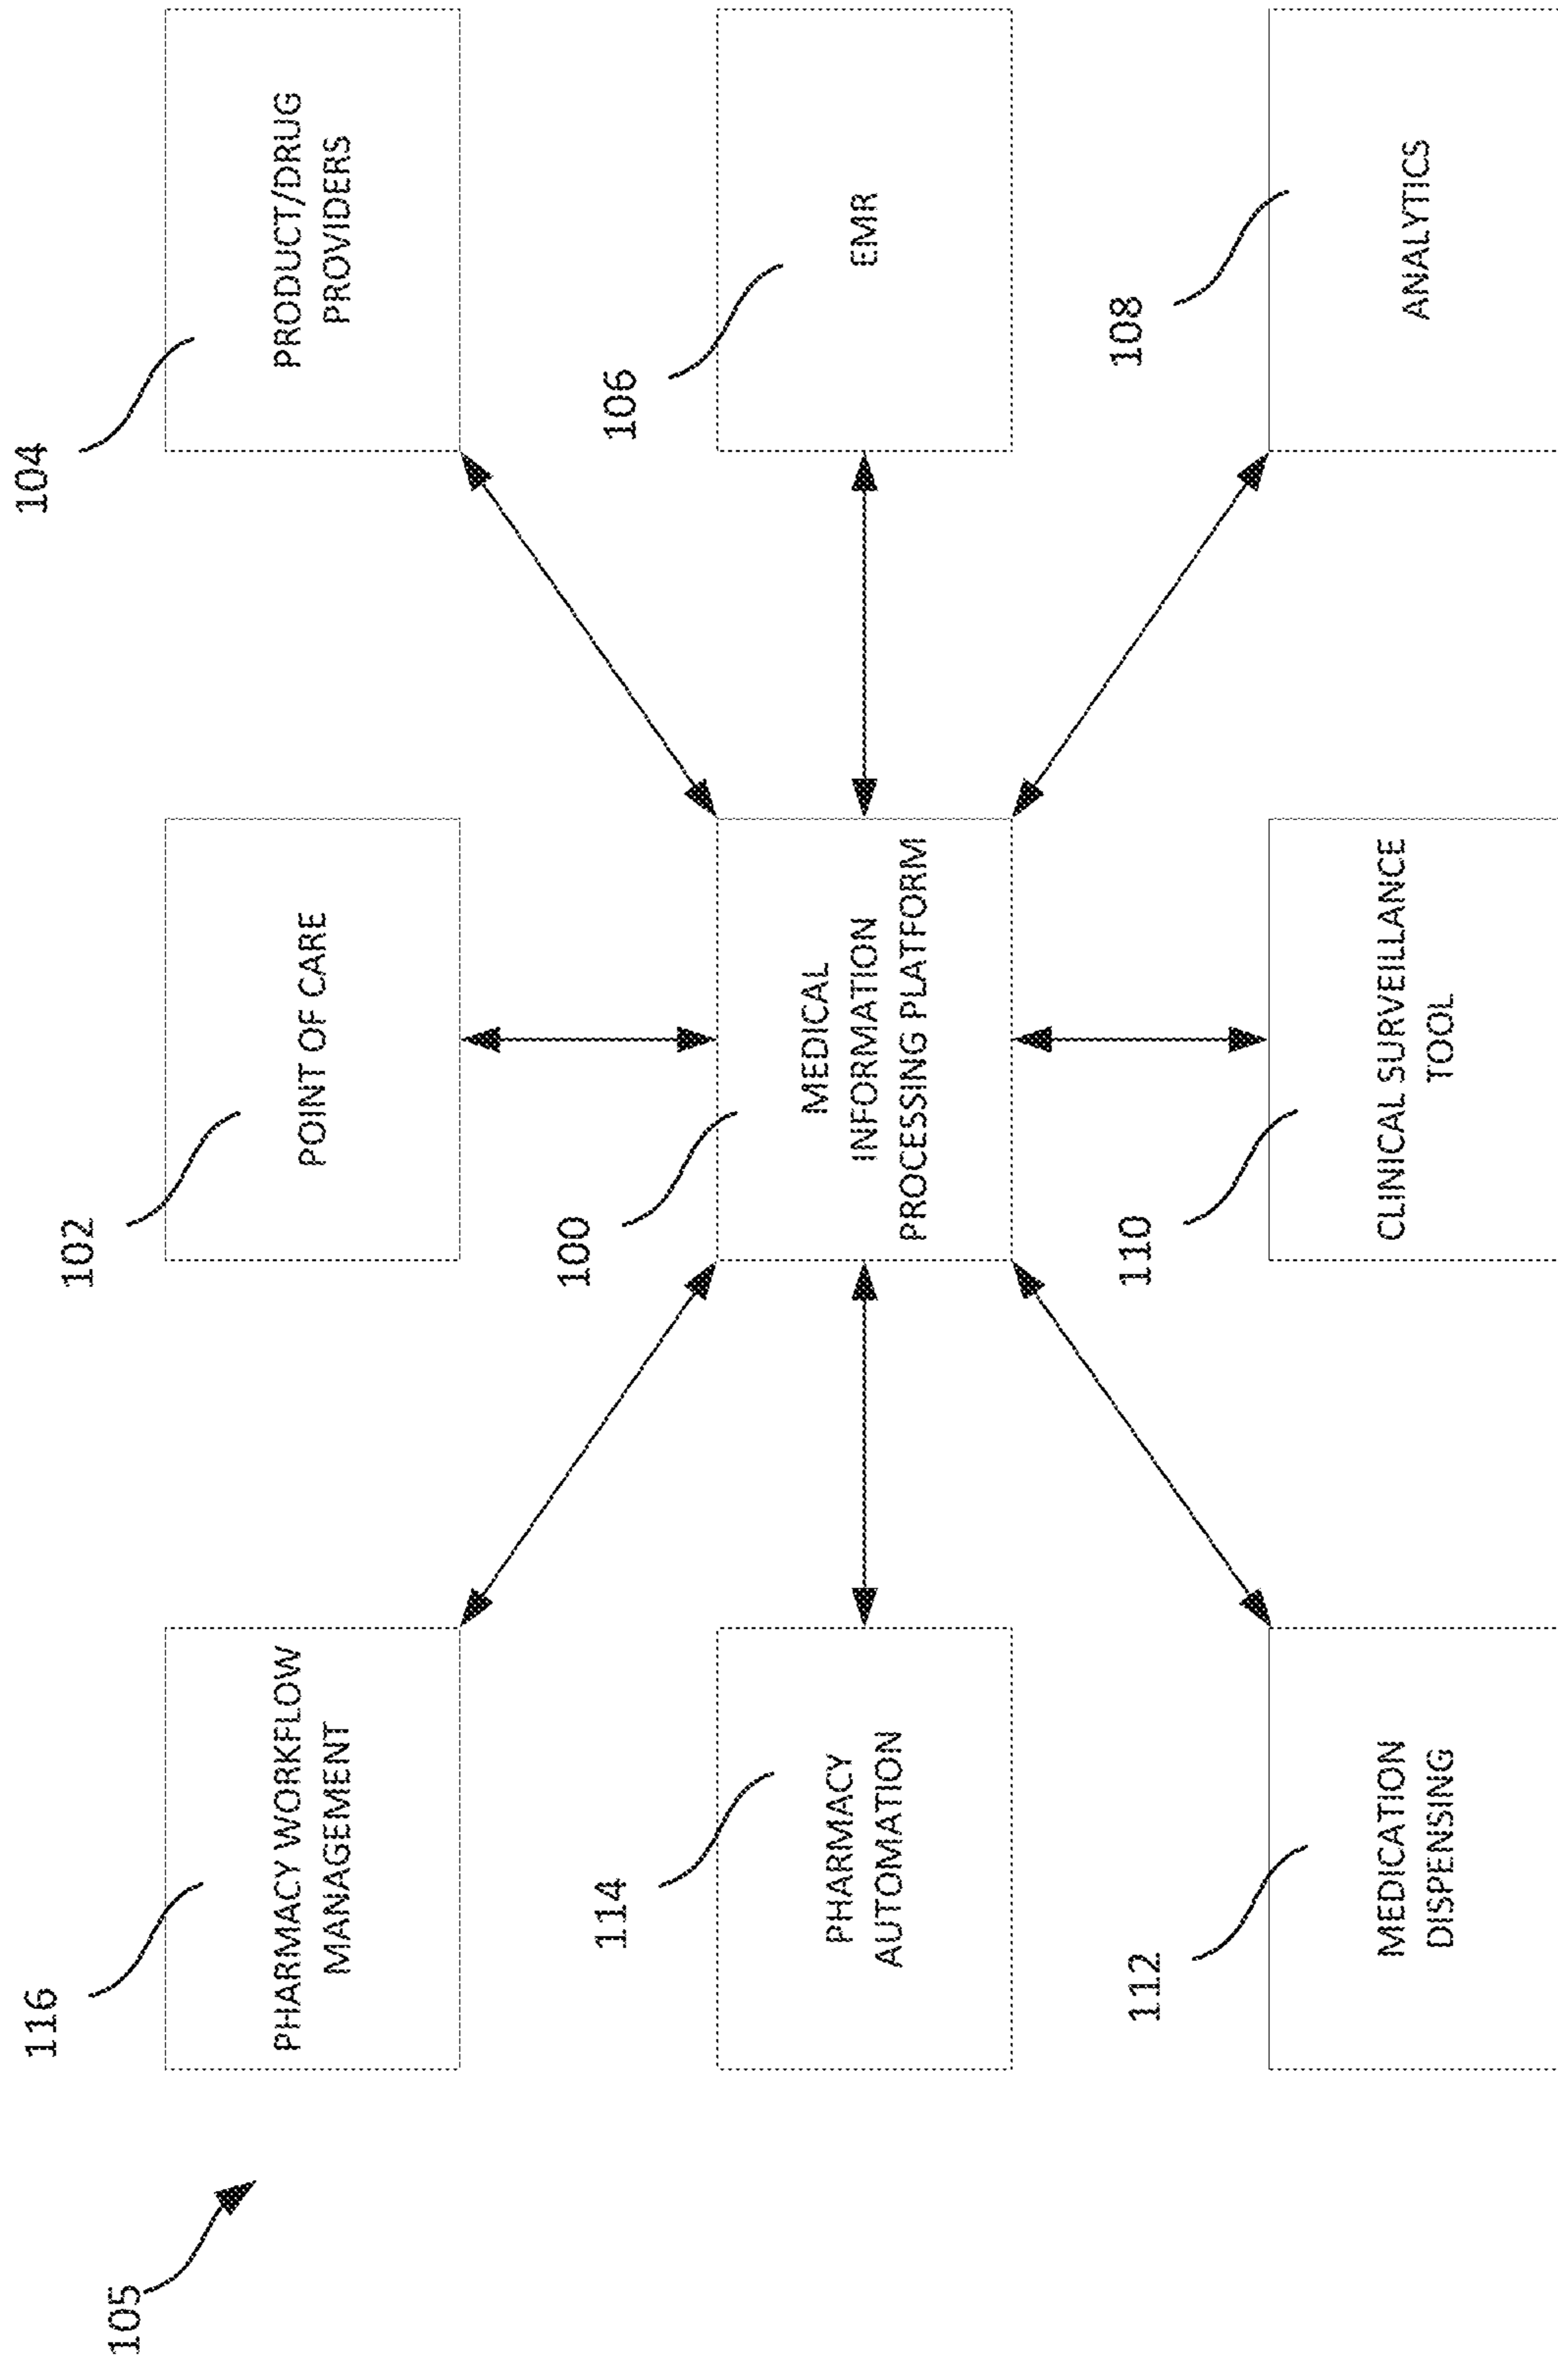 105
116
PHARMACY WORKFLOW
MANAGEMENT
102
POINT OF CARE
104
PRODUCT/DRUG
PROVIDERS
114
PHARMACY
AUTOMATION
100
MEDICAL
INFORMATION
PROCESSING PLATFORM
106
EMR
112
MEDICATION
DISPENSING
110
CLINICAL SURVEILLANCE
TOOL
108
ANALYTICS